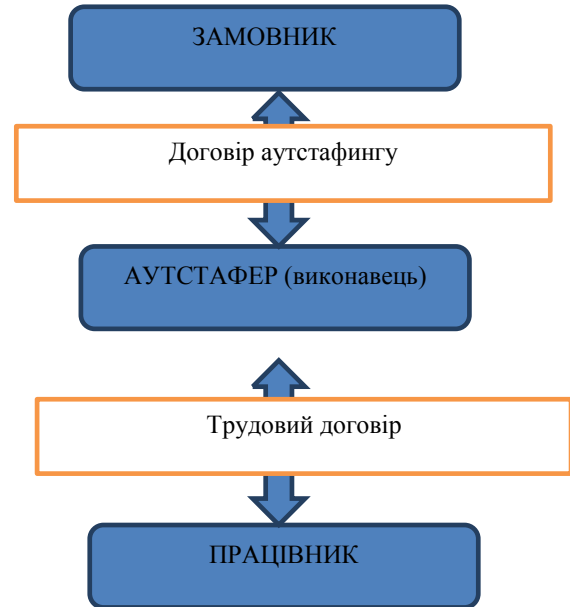 ЗАМОВНИК
Договір аутстафингу
АУТСТАФЕР (виконавець)
Трудовий договір
ПРАЦІВНИК